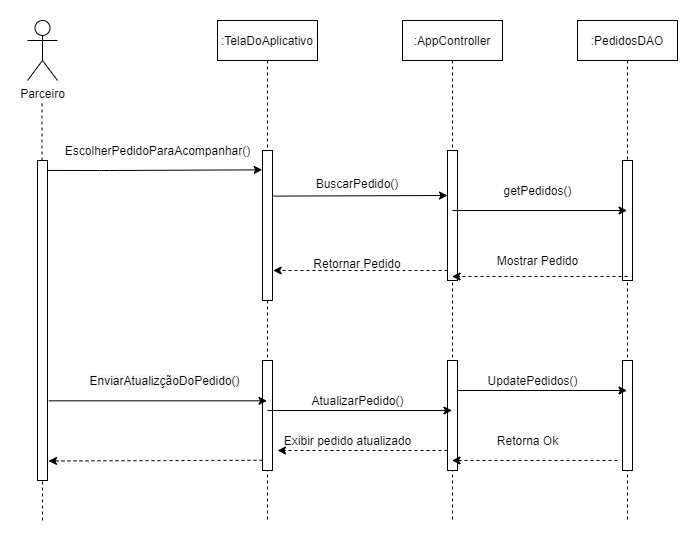 :TelaDoAplicativo
:AppController
:PedidosDAO
Parceiro
EscolherPedidoParaAcompanhar()
BuscarPedido()
getPedidos()
Retornar Pedido
Mostrar Pedido
EnviarAtualizçãoDoPedido()
AtualizarPedido()
UpdatePedidos()
Exibir pedido atualizado
Retorna Ok